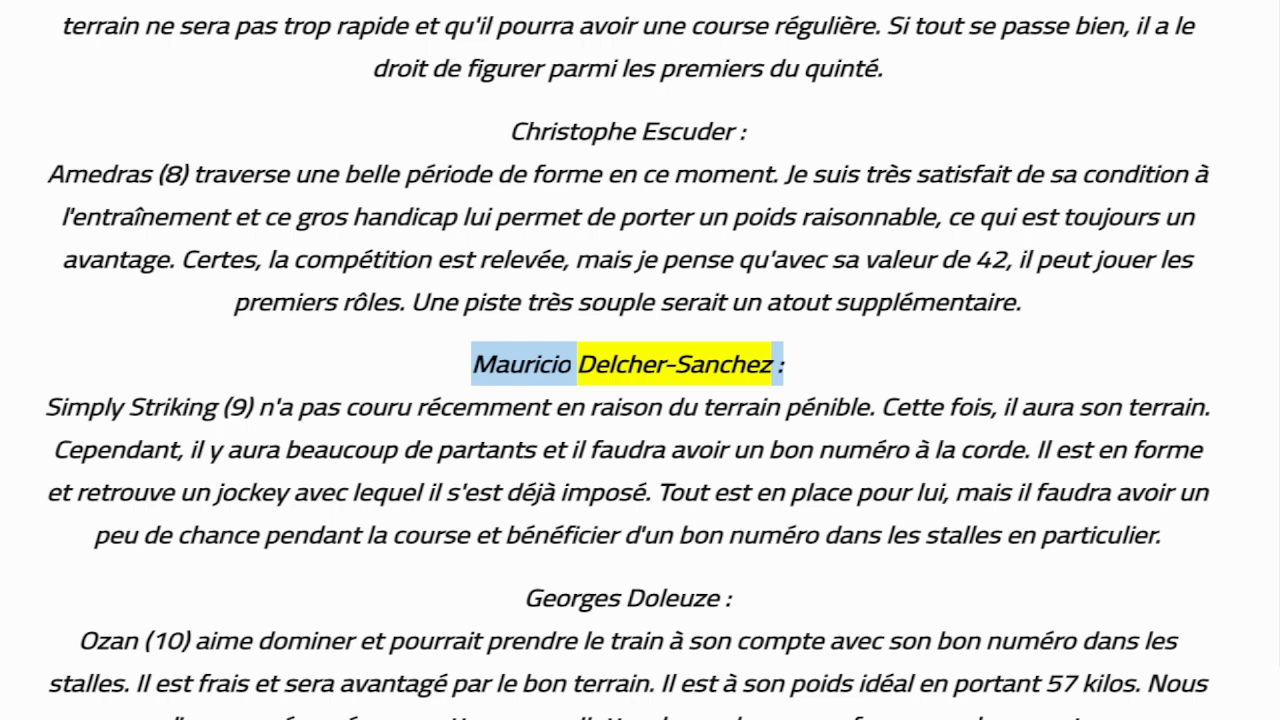 terrain ne sera pas trop rapide et qu'il pourra avoir une course régulière. Si tout se passe bien, il a le
droit de figurer parmi les premiers du quinté.
Christophe Escuder :
Amedras (8) traverse une belle période de forme en ce moment. Je suis très satisfait de sa condition à
l'entraînement et ce gros handicap lui permet de porter un poids raisonnable, ce qui est toujours un
avantage. Certes, la compétition est relevée, mais je pense qu'avec sa valeur de 42, il peut jouer les
premiers rôles. Une piste très souple serait un atout supplémentaire.
Mauricio Delcher-Sanchez :
Simply Striking (9) n'a pas couru récemment en raison du terrain pénible. Cette fois, il aura son terrain.
Cependant, il y aura beaucoup de partants et il faudra avoir un bon numéro à la corde. Il est en forme
et retrouve un jockey avec lequel il s'est déjà imposé. Tout est en place pour lui, mais il faudra avoir un
peu de chance pendant la course et bénéficier d'un bon numéro dans les stalles en particulier.
Georges Doleuze :
Ozan (10) aime dominer et pourrait prendre le train à son compte avec son bon numéro dans les
stalles. Il est frais et sera avantagé par le bon terrain. Il est à son poids idéal en portant 57 kilos. Nous